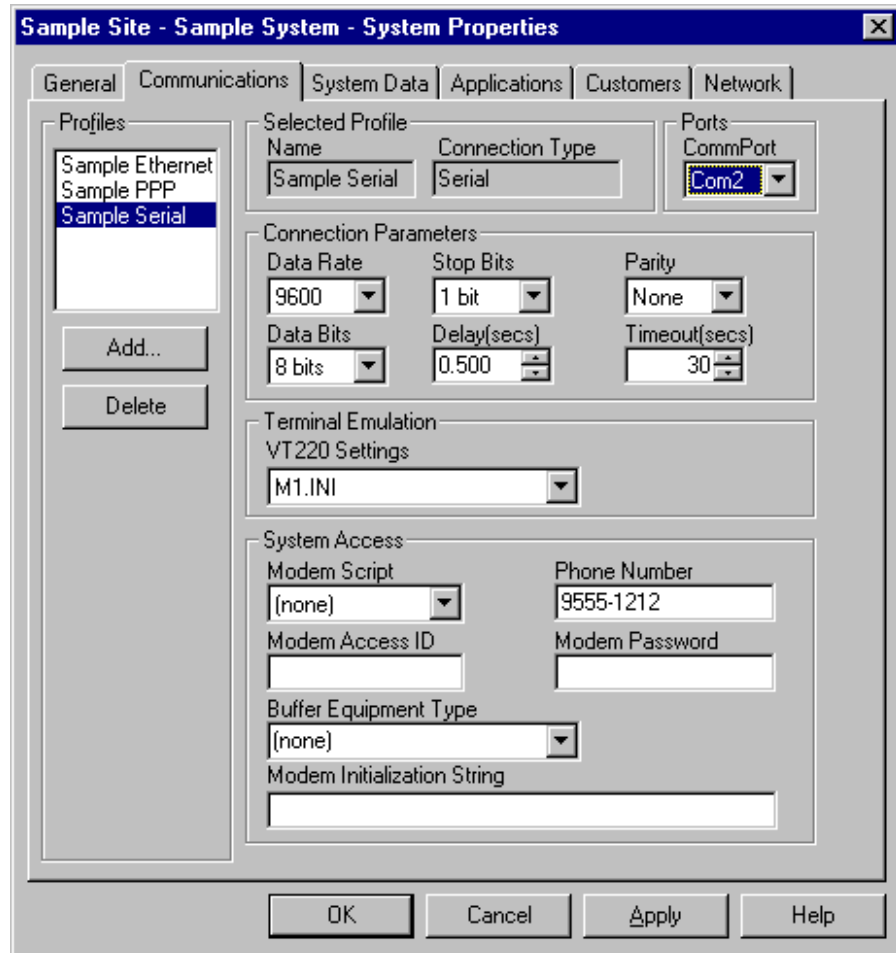 Sample Site - Sample System - System Properties
General Communications System Data Applications Customers Network
Profiles
Sample Ethernet
Sample PPP
Sample Serial
Add...
Delete
Selected Profile
Name Connection Type
Sample Serial Serial
Ports
CommPort
Com2
Connection Parameters
Data Rate Stop Bits Parity
9600 1 bit None
Data Bits Delay(secs) Timeout(secs)
8 bits 0.500 30
Terminal Emulation
VT220 Settings
M1.INI
System Access
Modem Script Phone Number
(none) 9555-1212
Modem Access ID Modem Password
Buffer Equipment Type
(none)
Modem Initialization String
OK Cancel Apply Help